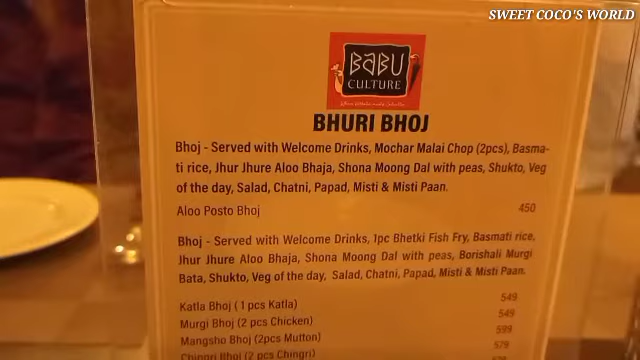 SWEET COCO'S WORLD
BABU
CULTURE
BHURI BHOJ
Bhoj - Served with Welcome Drinks, Mochar Malai Chop (2pcs), Basma-
ti rice, Jhur Jhure Aloo Bhaja, Shona Moong Dal with peas, Shukto, Veg
of the day, Salad, Chatni, Papad, Misti & Misti Paan.
Aloo Posto Bhoj 450
Bhoj - Served with Welcome Drinks, 1pc Bhetki Fish Fry, Basmati rice,
Jhur Jhure Aloo Bhaja, Shona Moong Dal with peas, Borishali Murgi
Bata, Shukto, Veg of the day, Salad, Chatni, Papad, Misti & Misti Paan.
Katla Bhoj ( 1 pcs Katla) 549
Murgi Bhoj (2 pcs Chicken) 549
Mangsho Bhoj (2pcs Mutton) 599
Chingri Bhoj (2 pcs Chingri) 579